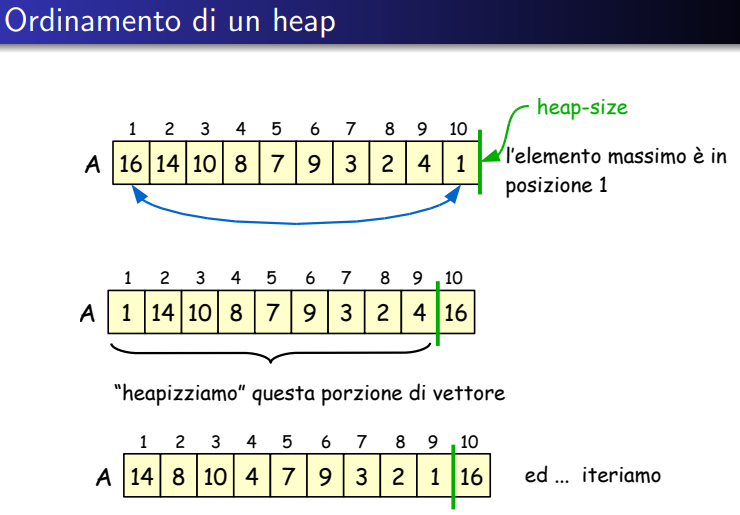 Ordinamento di un heap
heap-size
1 2 3 4 5 6 7 8 9 10
A 16 14 10 8 7 9 3 2 4 1
l'elemento massimo è in
posizione 1
1 2 3 4 5 6 7 8 9 10
A 1 14 10 8 7 9 3 2 4 16
“heapizziamo” questa porzione di vettore
1 2 3 4 5 6 7 8 9 10
A 14 8 10 4 7 9 3 2 1 16
ed ... iteriamo